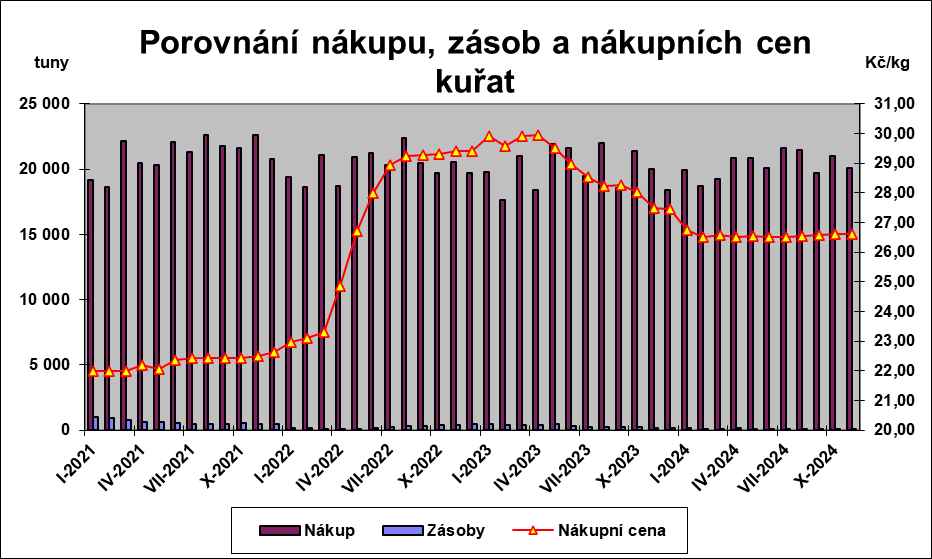 Porovnání nákupu, zásob a nákupních cen
kuřat
tuny
Kč/kg
25 000
20 000
15 000
10 000
5 000
0
31,00
30,00
29,00
28,00
27,00
26,00
25,00
24,00
23,00
22,00
21,00
20,00
I-2021
IV-2021
VII-2021
X-2021
I-2022
IV-2022
VII-2022
X-2022
I-2023
IV-2023
VII-2023
X-2023
I-2024
IV-2024
VII-2024
X-2024
Nákup
Zásoby
Nákupní cena